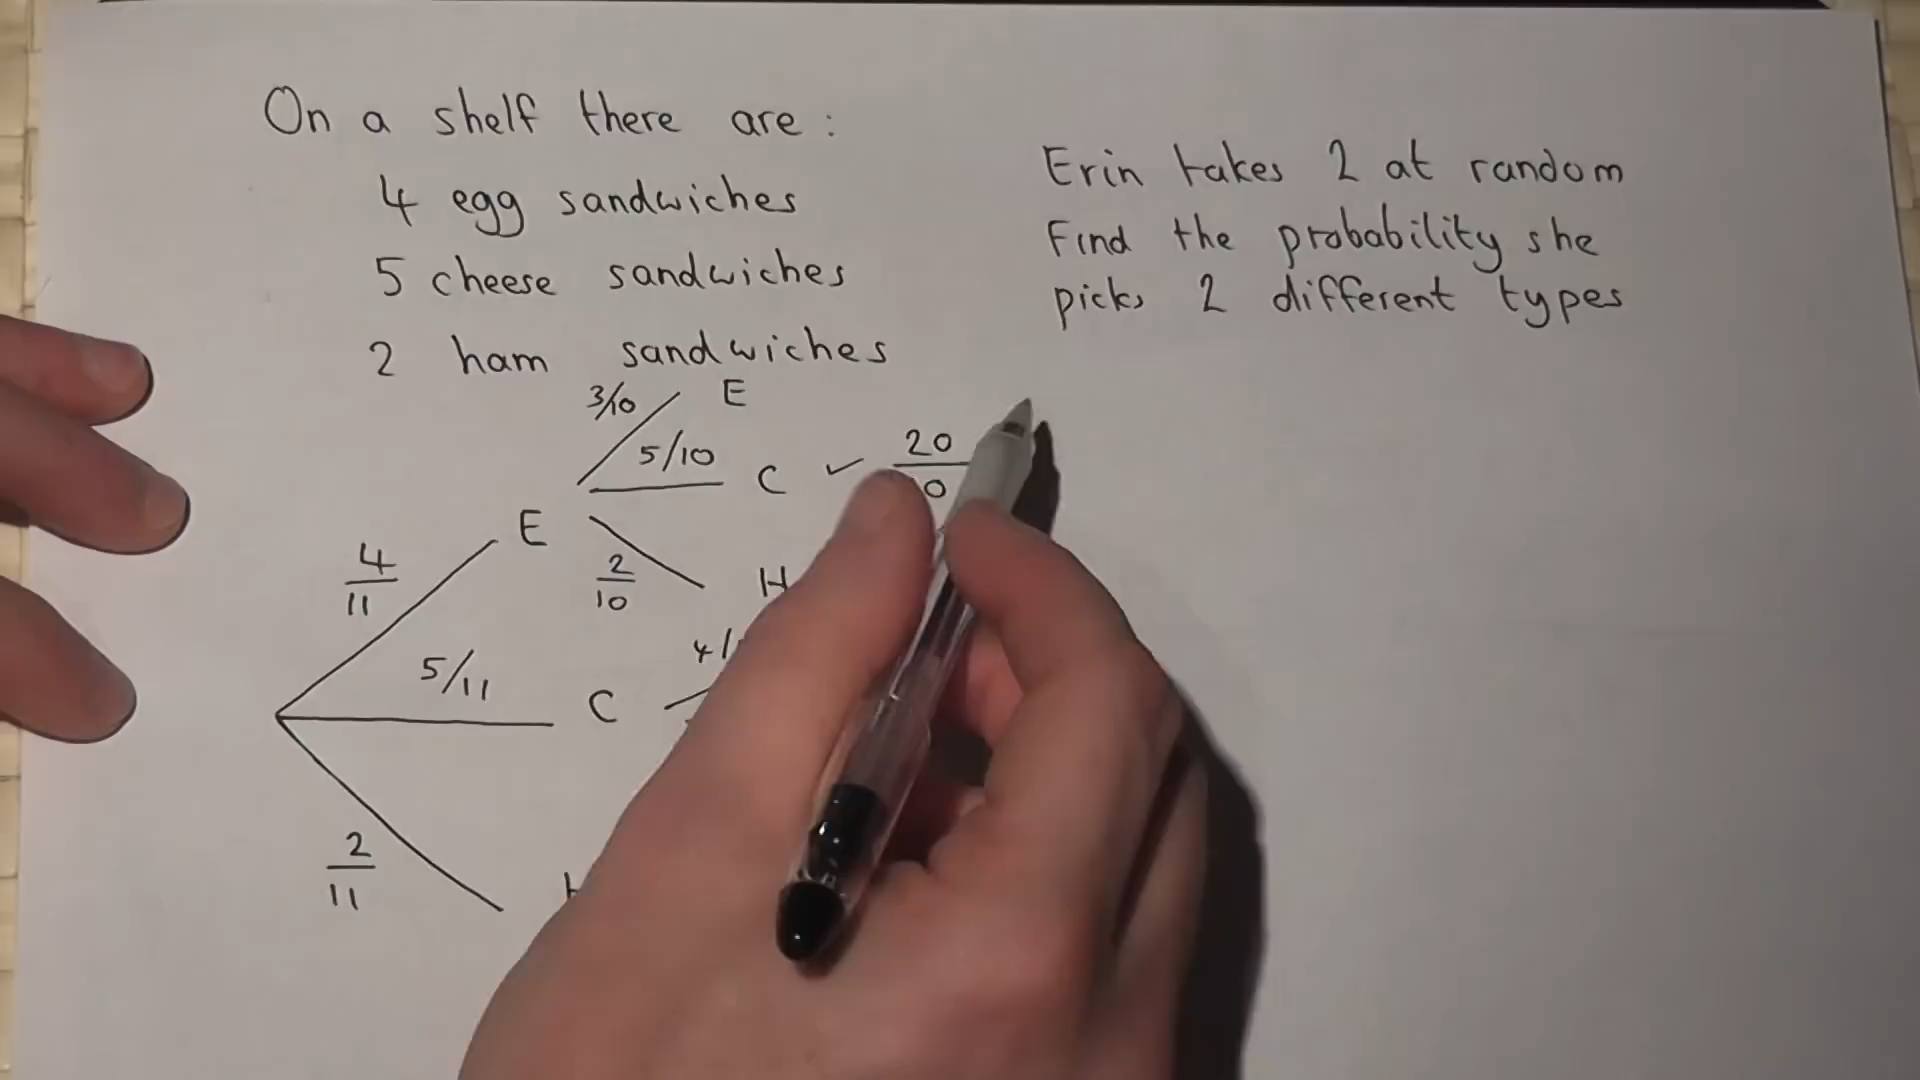 On a shelf there are :
4 egg sandwiches
5 cheese sandwiches
2 ham sandwiches
Erin takes 2 at random
Find the probability she
picks 2 different types
3/10 E
5/10 C ✓ 20
4/11 E
2/10 H
5/11 C
2/11